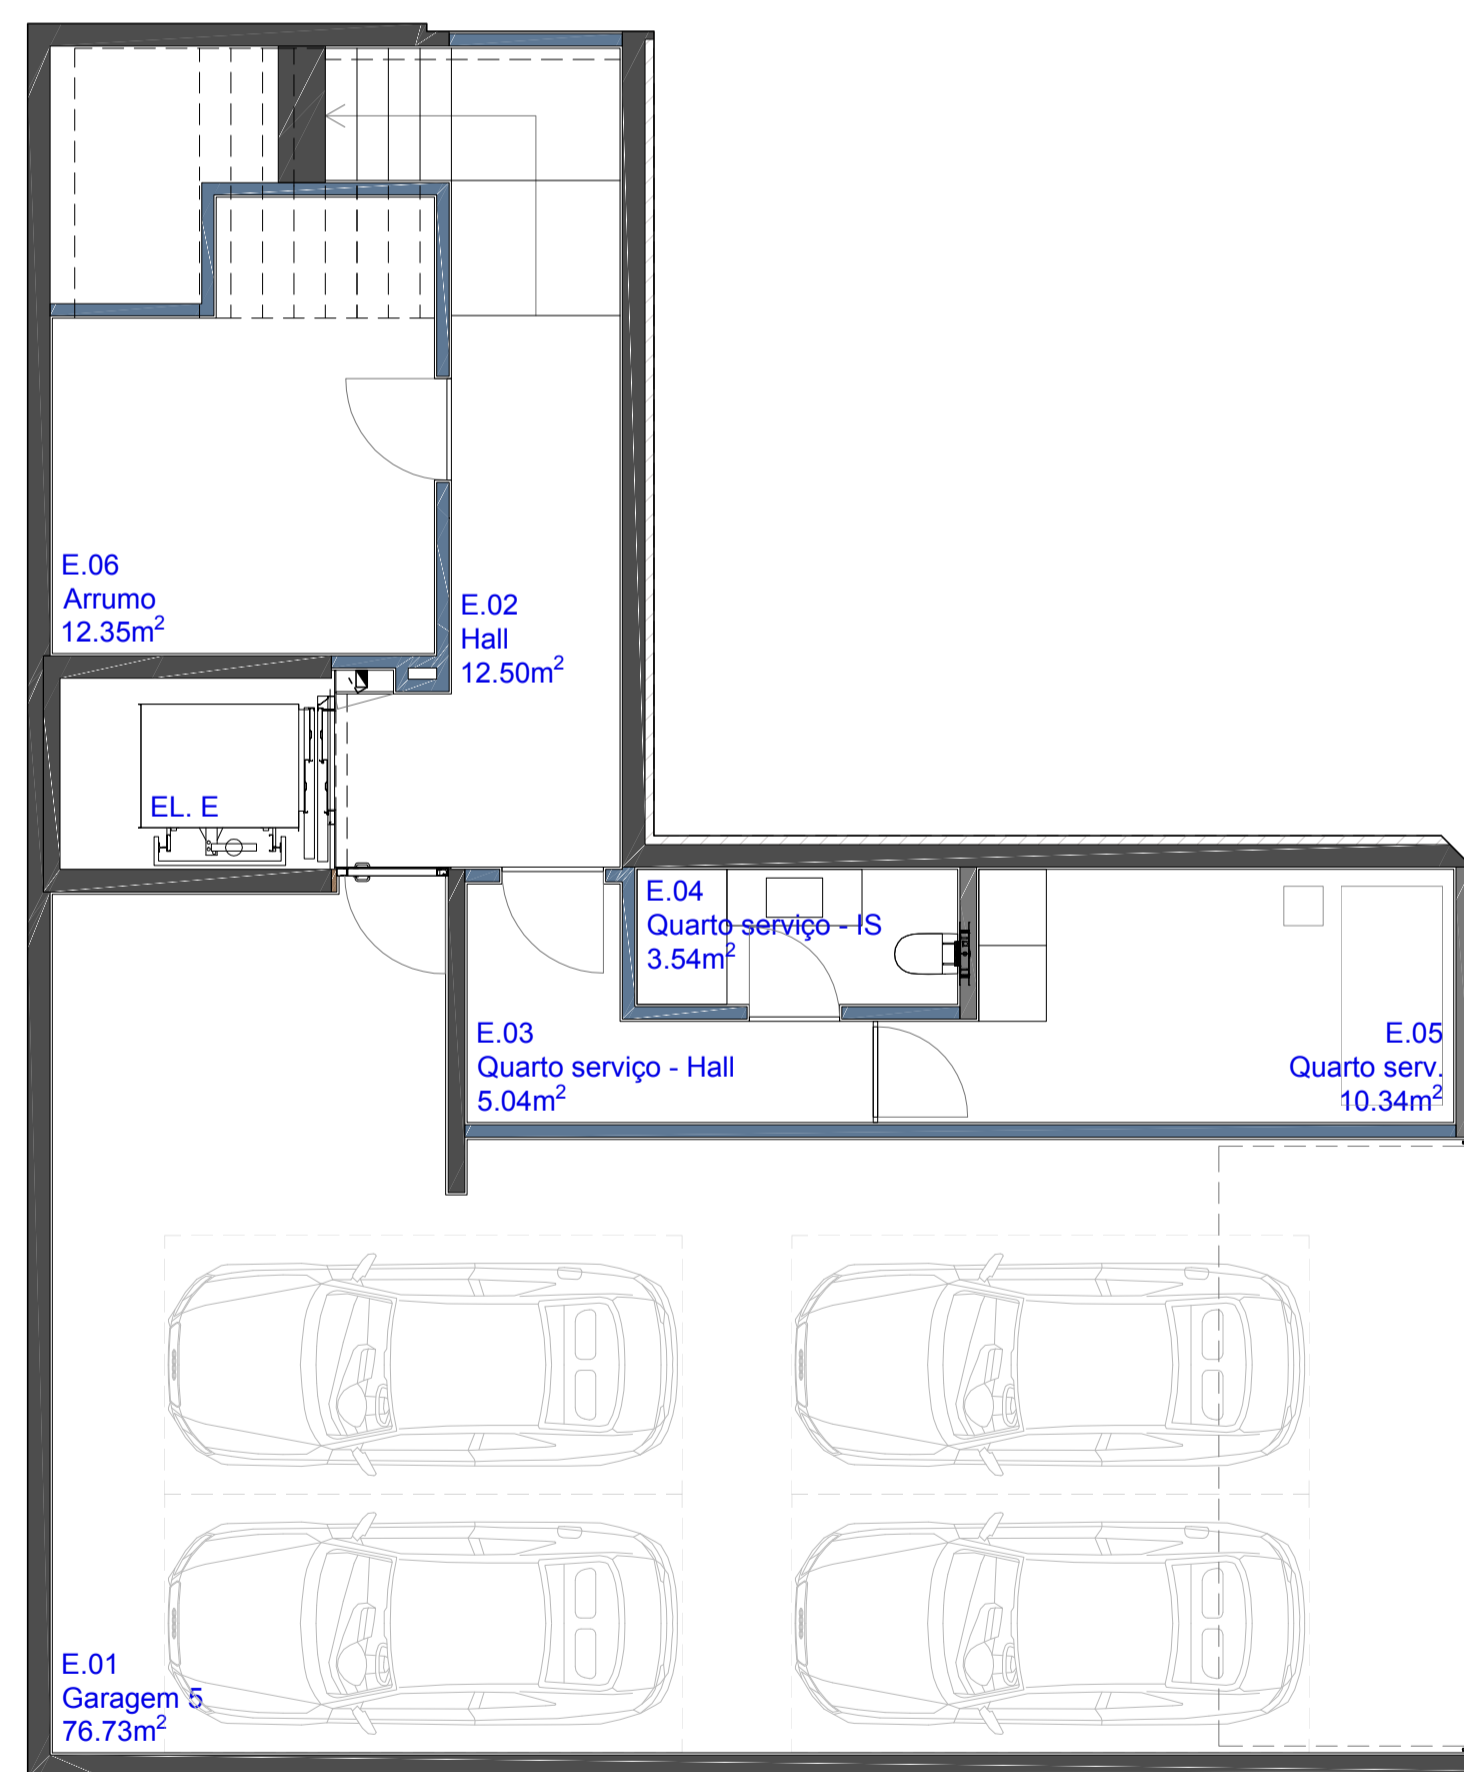 E.06
Arrumo
12.35m²
E.02
Hall
12.50m²
EL. E
E.04
Quarto serviço - IS
3.54m²
E.03
Quarto serviço - Hall
5.04m²
E.05
Quarto serv.
10.34m²
E.01
Garagem 5
76.73m²